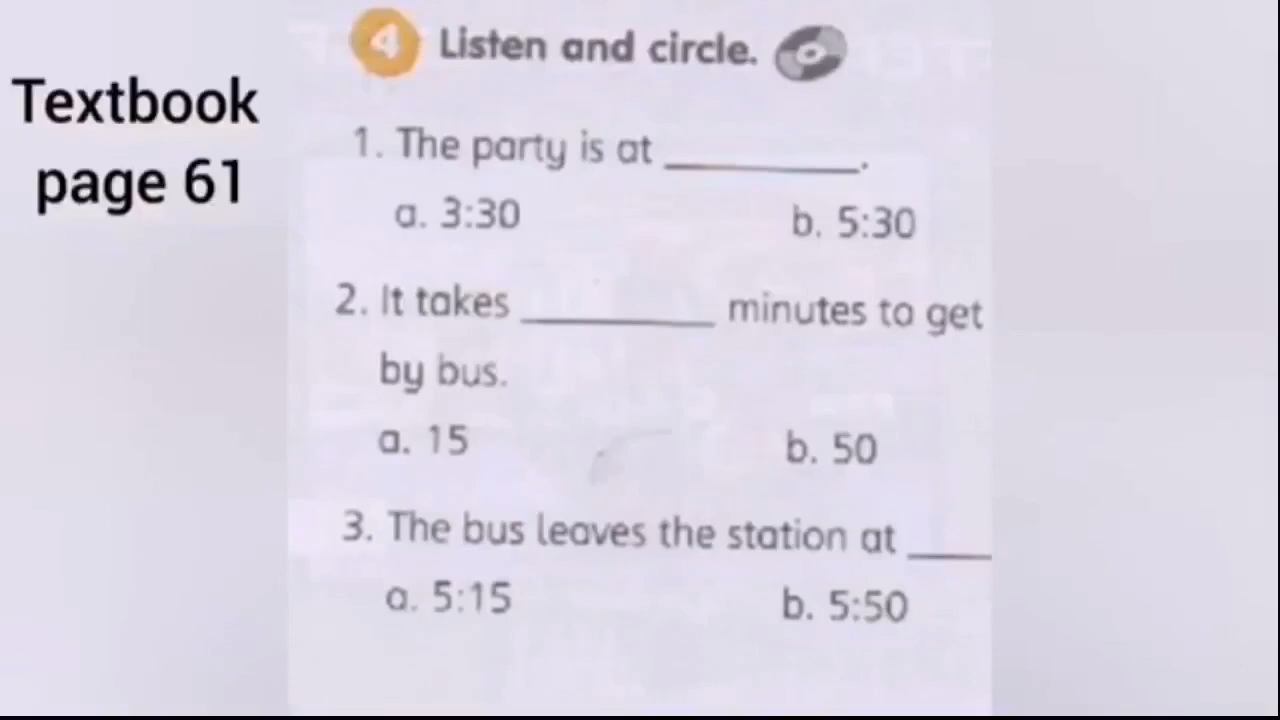 Textbook
page 61
4 Listen and circle.
1. The party is at _________.
a. 3:30 b. 5:30
2. It takes _________ minutes to get
by bus.
a. 15 b. 50
3. The bus leaves the station at ____
a. 5:15 b. 5:50